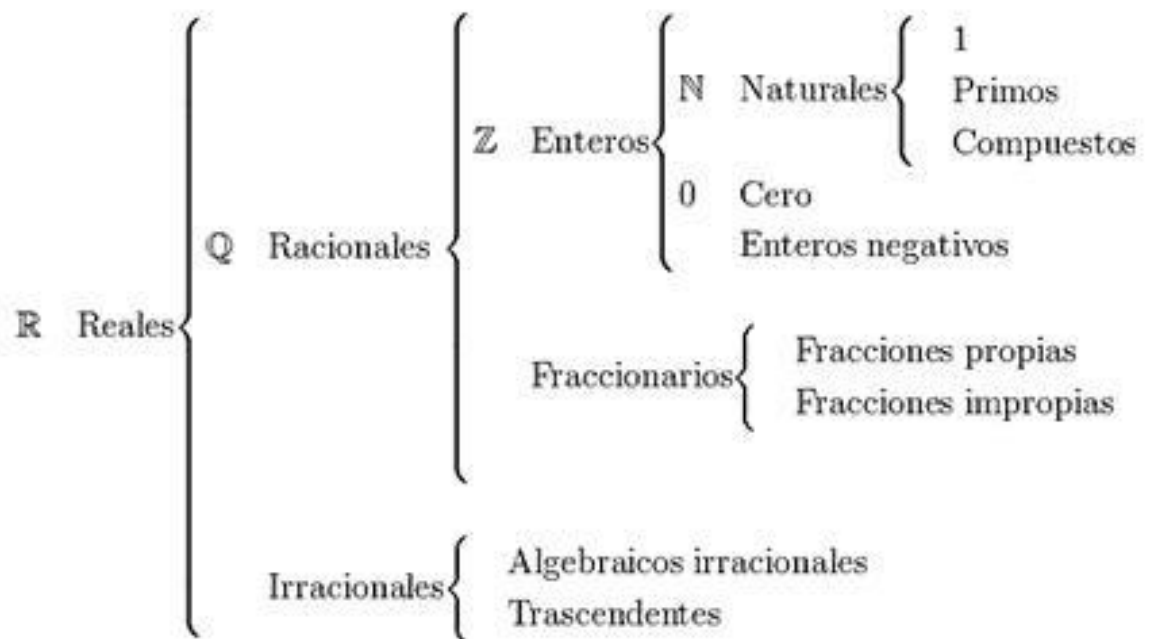 1
ℕ Naturales
Primos
ℤ Enteros
Compuestos
0 Cero
ℚ Racionales
Enteros negativos
ℝ Reales
Fracciones propias
Fraccionarios
Fracciones impropias
Algebraicos irracionales
Irracionales
Trascendentes